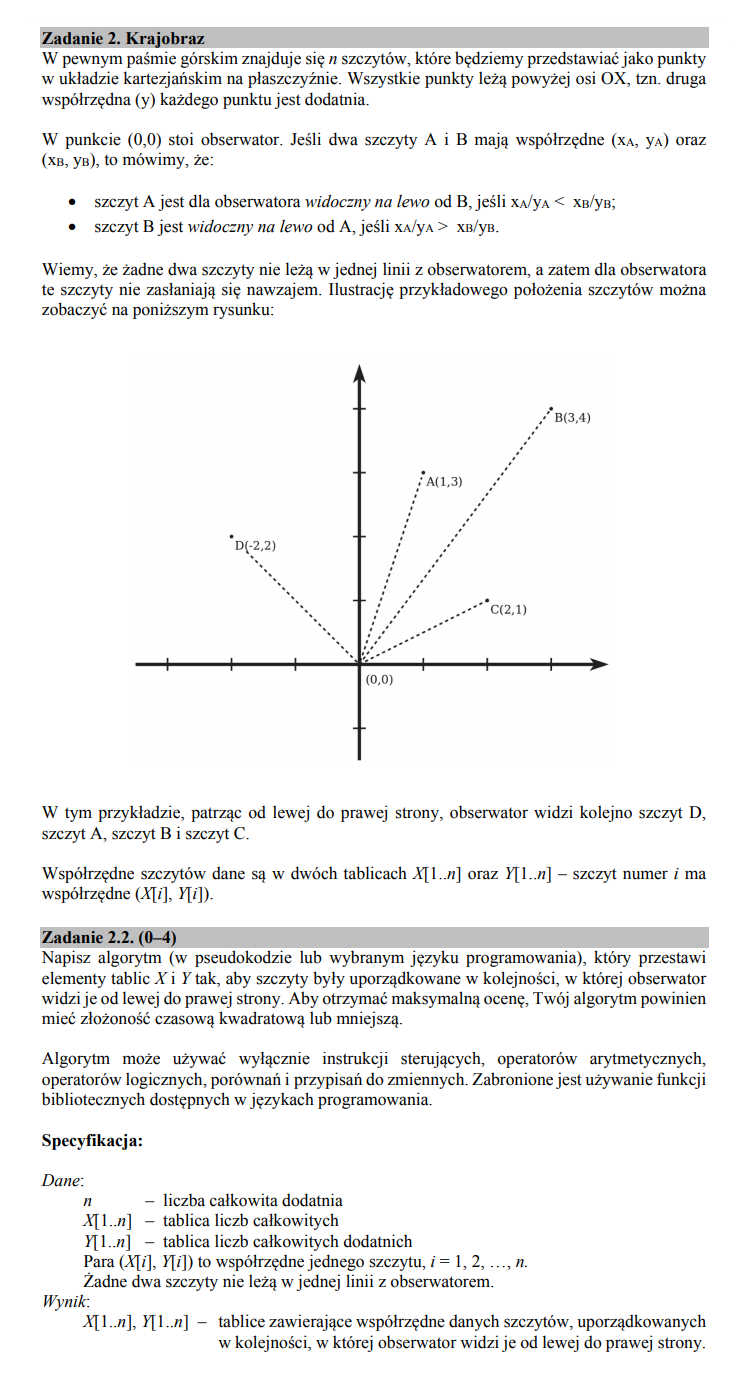 Zadanie 2. Krajobraz
W pewnym paśmie górskim znajduje się n szczytów, które będziemy przedstawiać jako punkty
w układzie kartezjańskim na płaszczyźnie. Wszystkie punkty leżą powyżej osi OX, tzn. druga
współrzędna (y) każdego punktu jest dodatnia.
W punkcie (0,0) stoi obserwator. Jeśli dwa szczyty A i B mają współrzędne (xA, yA) oraz
(xB, yB), to mówimy, że:
• szczyt A jest dla obserwatora widoczny na lewo od B, jeśli xA/yA < xB/yB;
• szczyt B jest widoczny na lewo od A, jeśli xA/yA > xB/yB.
Wiemy, że żadne dwa szczyty nie leżą w jednej linii z obserwatorem, a zatem dla obserwatora
te szczyty nie zasłaniają się nawzajem. Ilustrację przykładowego położenia szczytów można
zobaczyć na poniższym rysunku:
B(3,4)
A(1,3)
D(-2,2)
C(2,1)
(0,0)
W tym przykładzie, patrząc od lewej do prawej strony, obserwator widzi kolejno szczyt D,
szczyt A, szczyt B i szczyt C.
Współrzędne szczytów dane są w dwóch tablicach X[1..n] oraz Y[1..n] – szczyt numer i ma
współrzędne (X[i], Y[i]).
Zadanie 2.2. (0–4)
Napisz algorytm (w pseudokodzie lub wybranym języku programowania), który przestawi
elementy tablic X i Y tak, aby szczyty były uporządkowane w kolejności, w której obserwator
widzi je od lewej do prawej strony. Aby otrzymać maksymalną ocenę, Twój algorytm powinien
mieć złożoność czasową kwadratową lub mniejszą.
Algorytm może używać wyłącznie instrukcji sterujących, operatorów arytmetycznych,
operatorów logicznych, porównań i przypisań do zmiennych. Zabronione jest używanie funkcji
bibliotecznych dostępnych w językach programowania.
Specyfikacja:
Dane:
n – liczba całkowita dodatnia
X[1..n] – tablica liczb całkowitych
Y[1..n] – tablica liczb całkowitych dodatnich
Para (X[i], Y[i]) to współrzędne jednego szczytu, i = 1, 2, …, n.
Żadne dwa szczyty nie leżą w jednej linii z obserwatorem.
Wynik:
X[1..n], Y[1..n] – tablice zawierające współrzędne danych szczytów, uporządkowanych
w kolejności, w której obserwator widzi je od lewej do prawej strony.